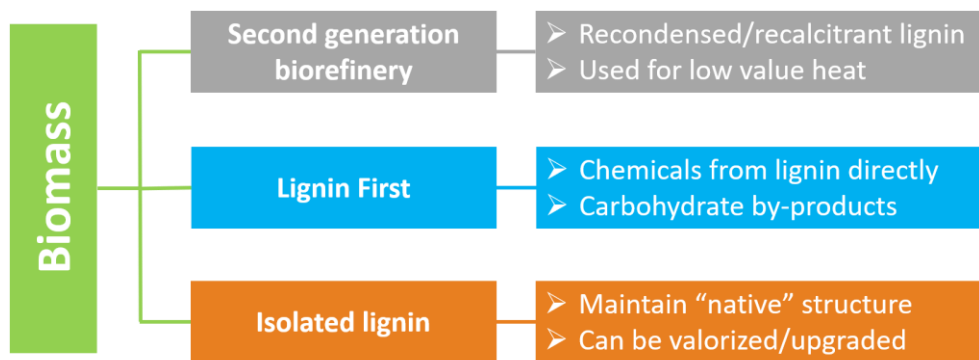 Biomass
Second generation
biorefinery
➢ Recondensed/recalcitrant lignin
➢ Used for low value heat
Lignin First
➢ Chemicals from lignin directly
➢ Carbohydrate by-products
Isolated lignin
➢ Maintain “native” structure
➢ Can be valorized/upgraded